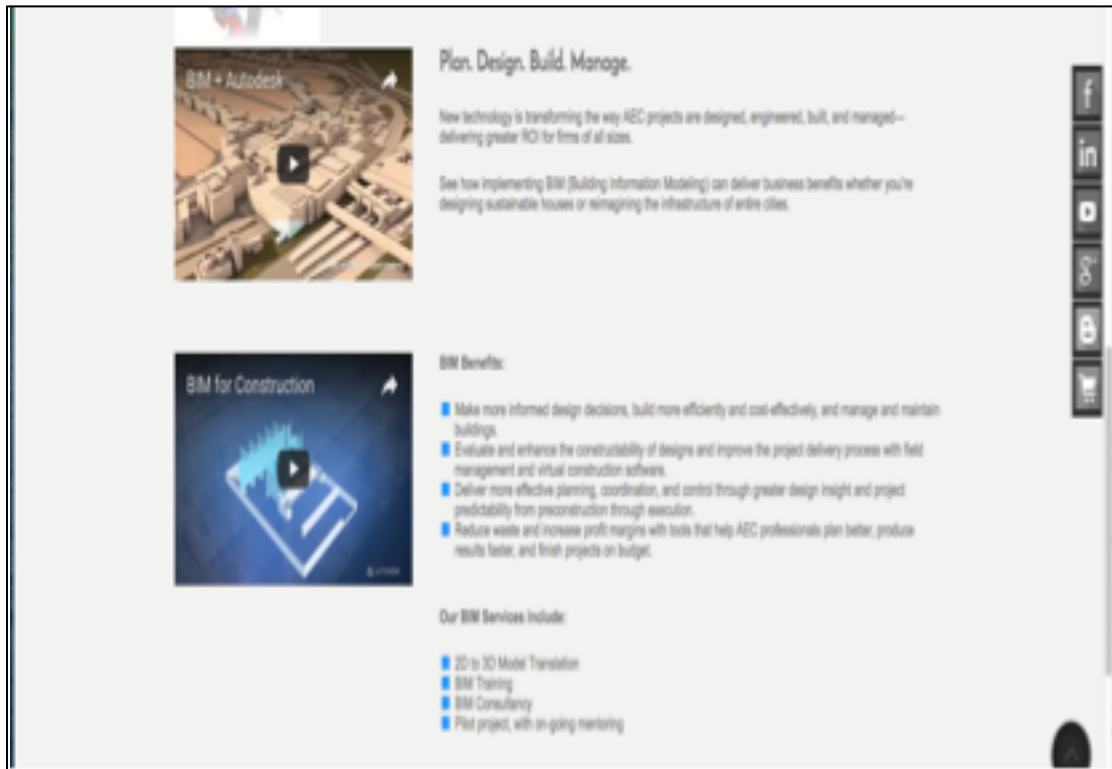 BIM + Autodesk
Plan. Design. Build. Manage.
New technology is transforming the way AEC projects are designed, engineered, built, and managed—
delivering greater ROI for firms of all sizes.
See how implementing BIM (Building Information Modeling) can deliver business benefits whether you're
designing sustainable houses or reimagining the infrastructure of entire cities.
BIM for Construction
BIM Benefits:
Make more informed design decisions, build more efficiently and cost-effectively, and manage and maintain
buildings.
Evaluate and enhance the constructability of designs and improve the project delivery process with field
management and virtual construction software.
Deliver more effective planning, coordination, and control through greater design insight and project
predictability from preconstruction through execution.
Reduce waste and increase profit margins with tools that help AEC professionals plan better, produce
results faster, and finish projects on budget.
AUTODESK
Our BIM Services include:
2D to 3D Model Translation
BIM Training
BIM Consultancy
Pilot project, with on-going mentoring
f
in